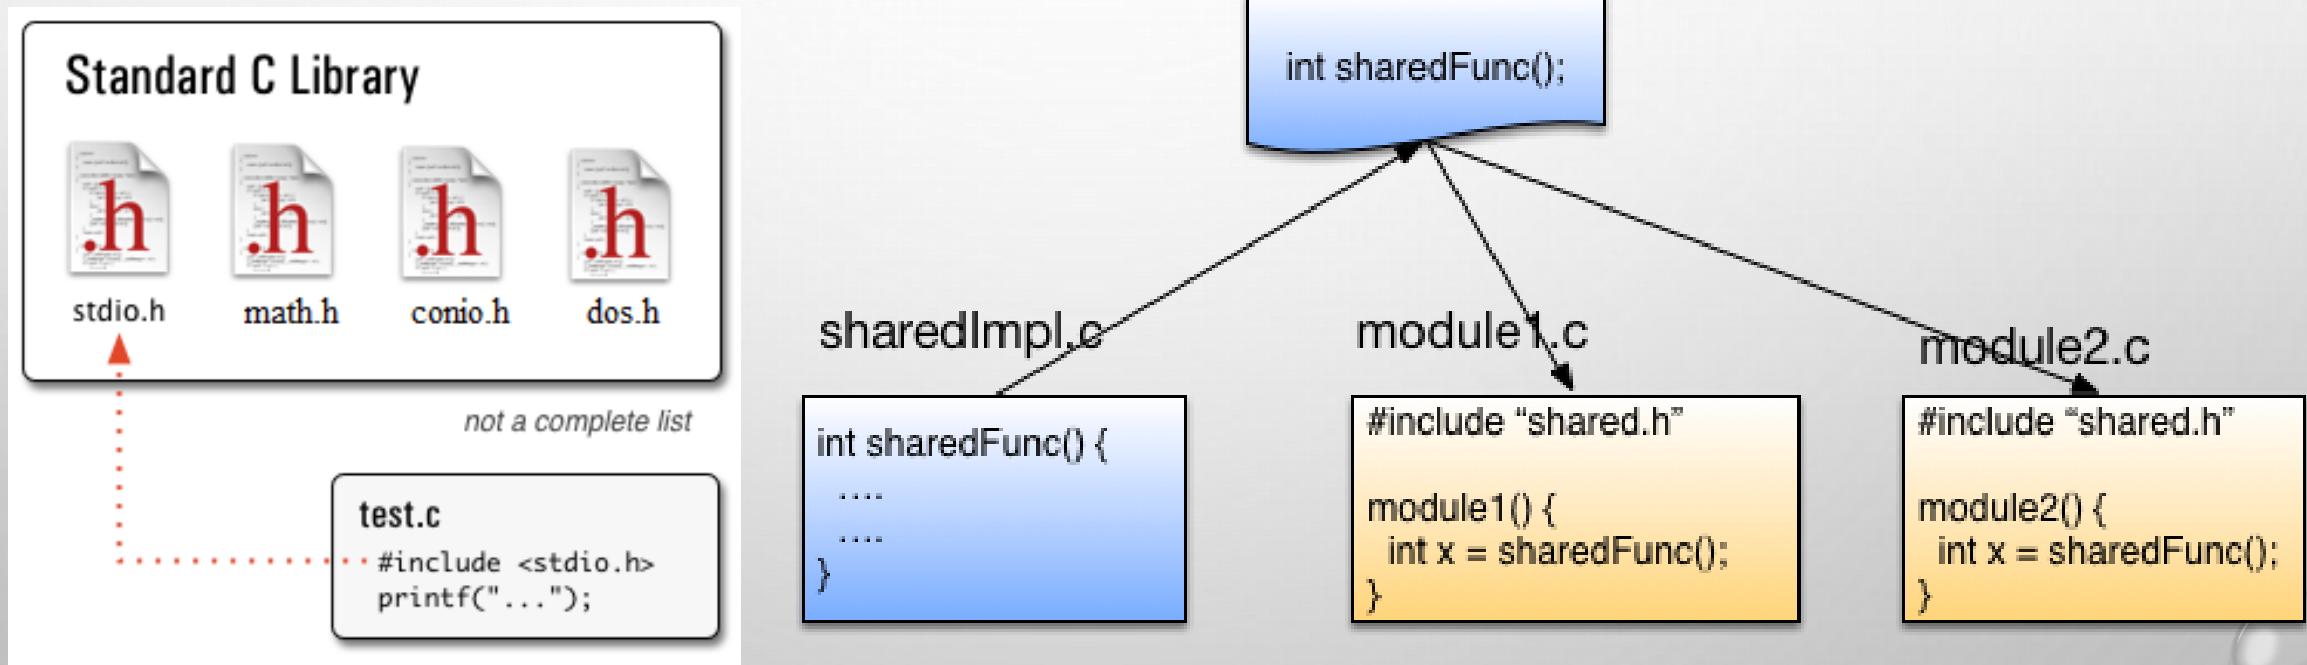 Standard C Library
.h .h .h .h
stdio.h math.h conio.h dos.h
not a complete list
test.c
#include <stdio.h>
printf("...");
int sharedFunc();
sharedImpl.c
int sharedFunc() {
....
....
}
module1.c
#include “shared.h”
module1() {
int x = sharedFunc();
}
module2.c
#include “shared.h”
module2() {
int x = sharedFunc();
}